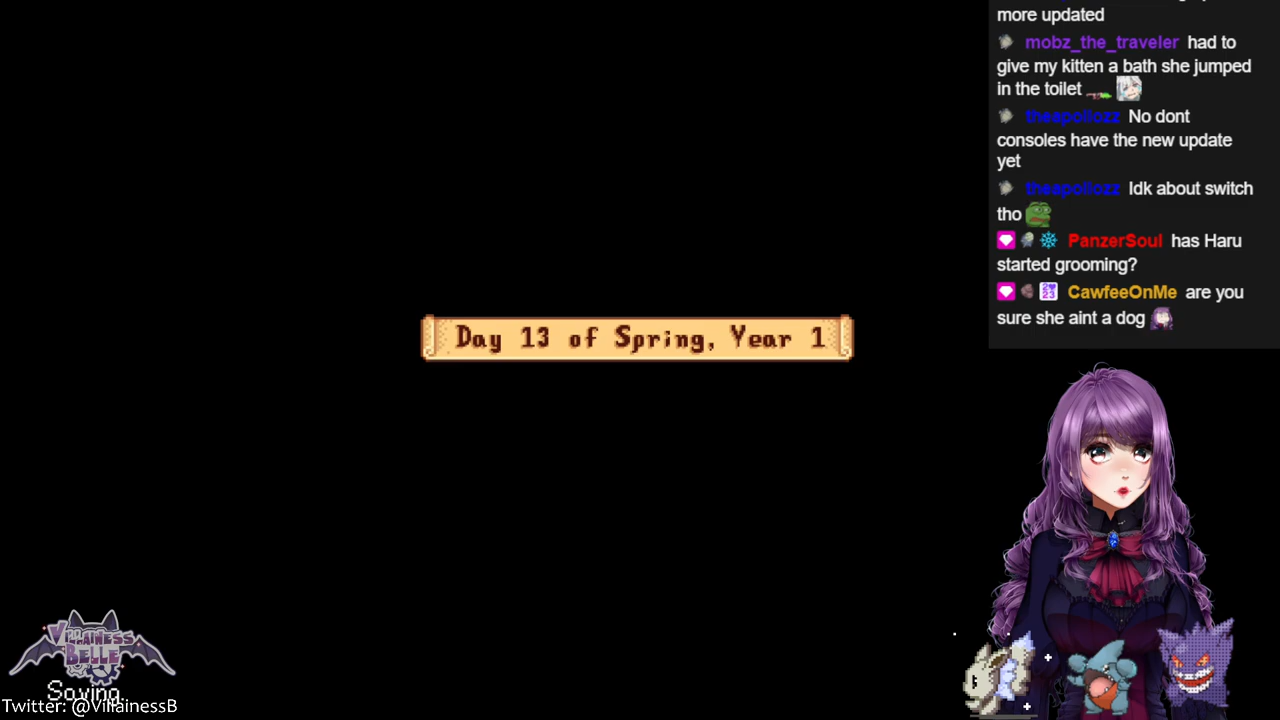 more updated
mobz_the_traveler had to
give my kitten a bath she jumped
in the toilet
theapollozz No dont
consoles have the new update
yet
theapollozz Idk about switch
tho
PanzerSoul has Haru
started grooming?
CawfeeOnMe are you
sure she aint a dog
Day 13 of Spring, Year 1
VILLAINESS
BELLE
Saving..
Twitter: @VillainessB